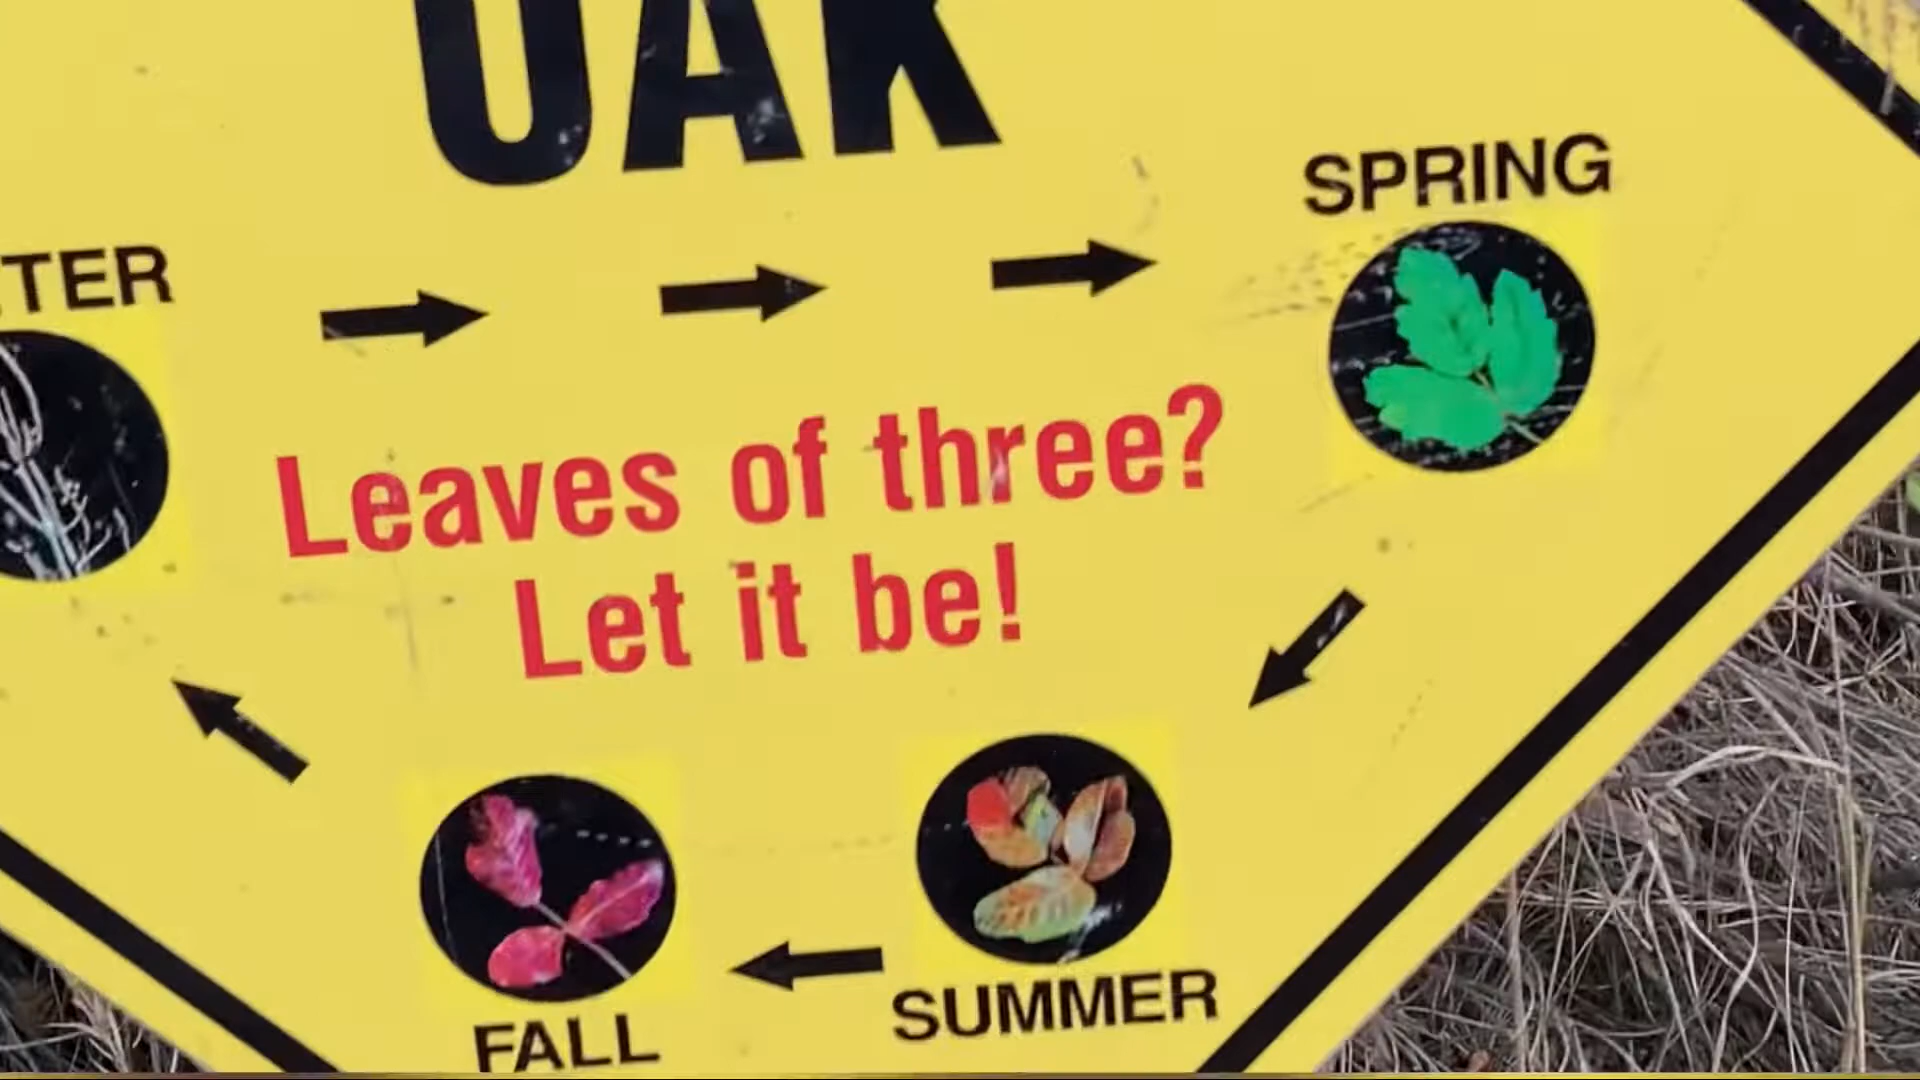 OAK
SPRING
TER
Leaves of three?
Let it be!
SUMMER
FALL